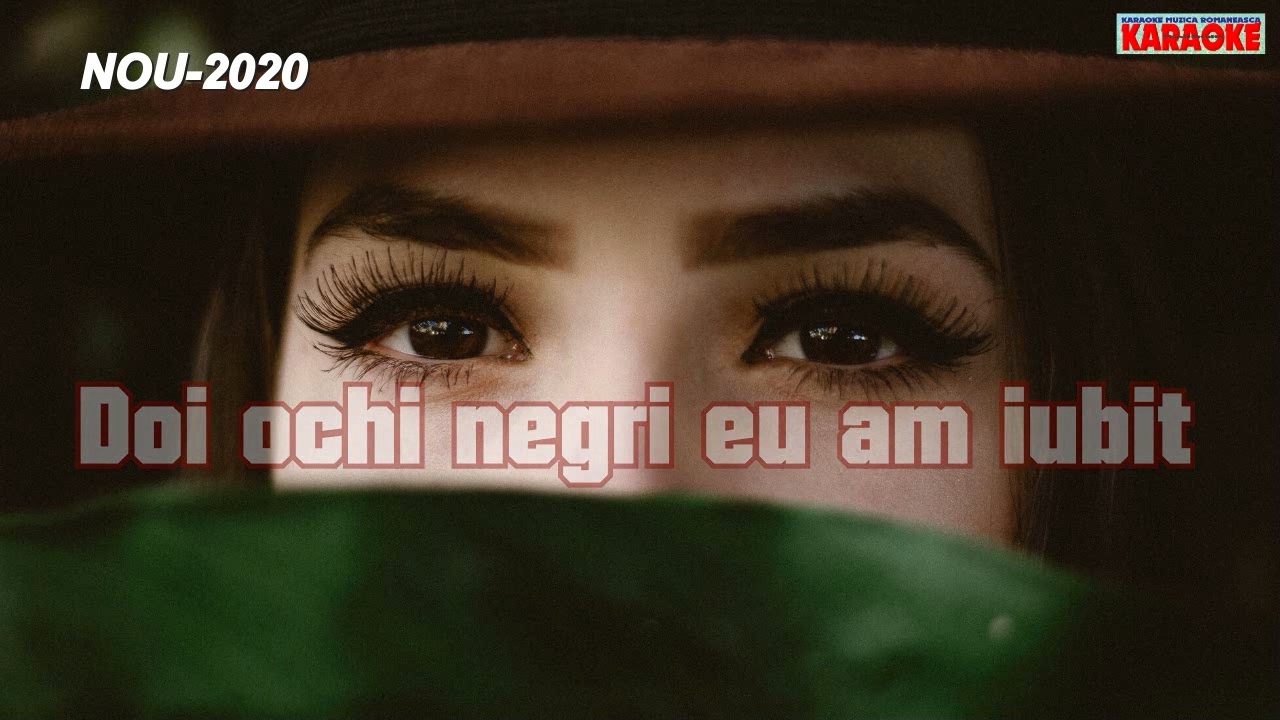 NOU-2020
KARAOKE MUZICA ROMANEASCA
KARAOKE
Doi ochi negri eu am iubit